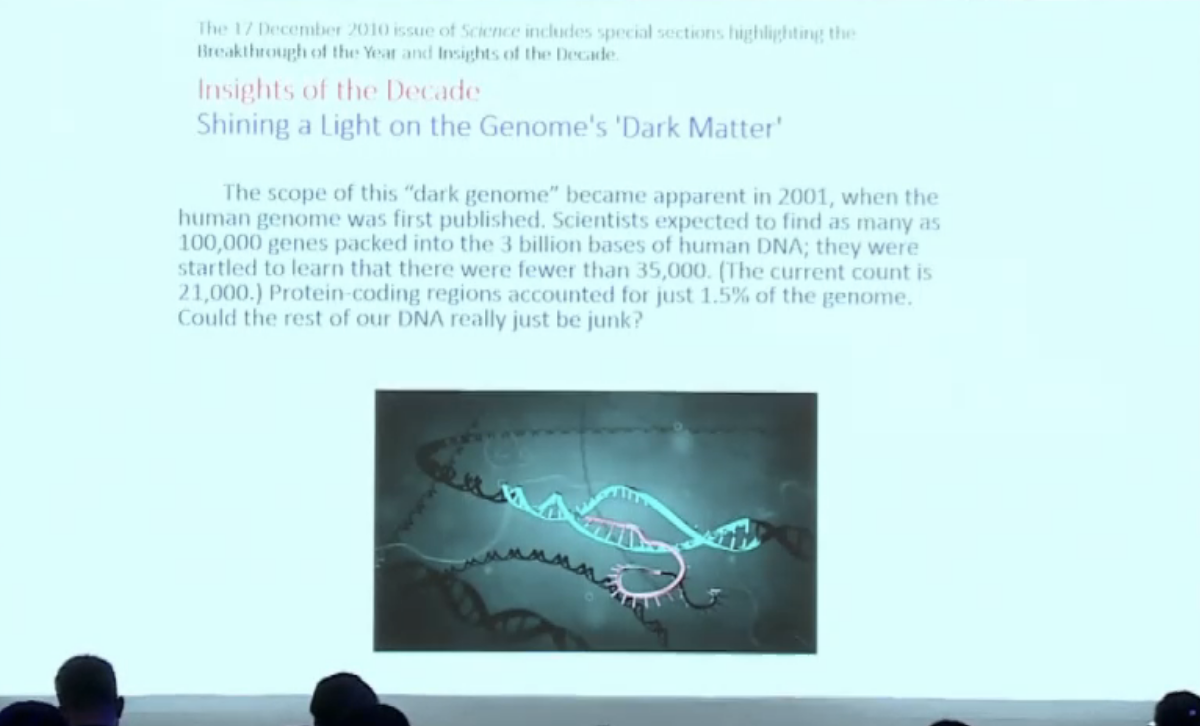 The 17 December 2010 issue of Science includes special sections highlighting the
Breakthrough of the Year and Insights of the Decade.
Insights of the Decade
Shining a Light on the Genome's 'Dark Matter'
The scope of this “dark genome” became apparent in 2001, when the
human genome was first published. Scientists expected to find as many as
100,000 genes packed into the 3 billion bases of human DNA; they were
startled to learn that there were fewer than 35,000. (The current count is
21,000.) Protein-coding regions accounted for just 1.5% of the genome.
Could the rest of our DNA really just be junk?